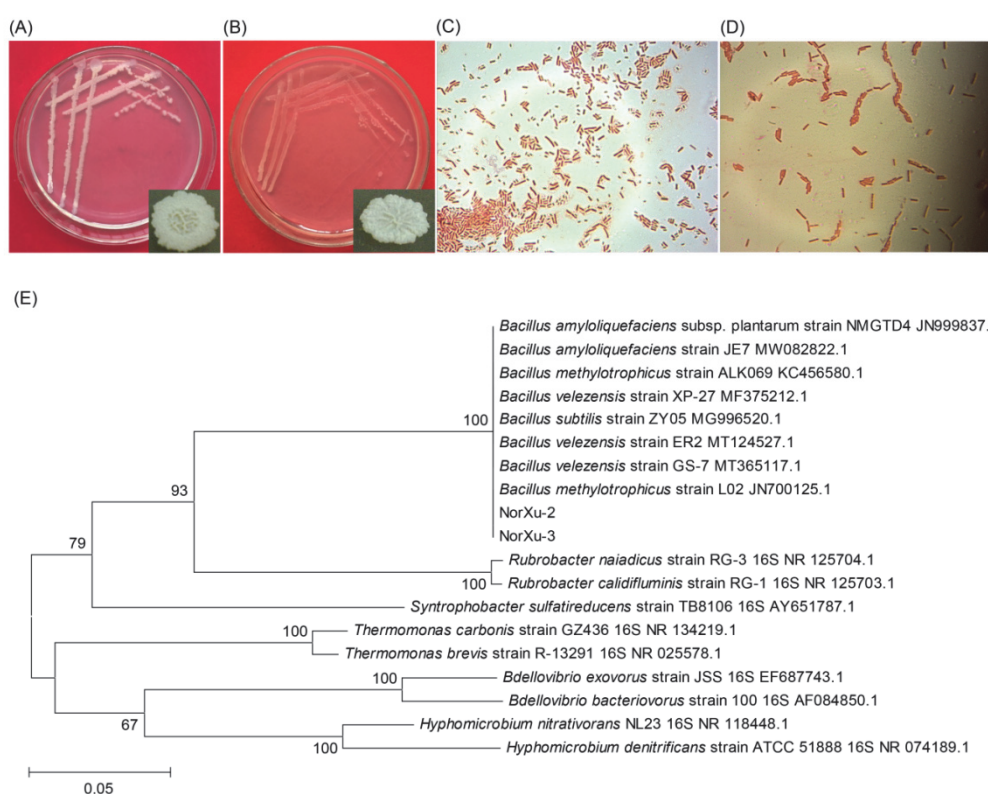 (A)
(B)
(C)
(D)
(E)
Bacillus amyloliquefaciens subsp. plantarum strain NMGTD4 JN999837.
Bacillus amyloliquefaciens strain JE7 MW082822.1
Bacillus methylotrophicus strain ALK069 KC456580.1
Bacillus velezensis strain XP-27 MF375212.1
100
Bacillus subtilis strain ZY05 MG996520.1
Bacillus velezensis strain ER2 MT124527.1
Bacillus velezensis strain GS-7 MT365117.1
93
Bacillus methylotrophicus strain L02 JN700125.1
NorXu-2
79
NorXu-3
Rubrobacter naiadicus strain RG-3 16S NR 125704.1
100
Rubrobacter calidifluminis strain RG-1 16S NR 125703.1
Syntrophobacter sulfatireducens strain TB8106 16S AY651787.1
100
Thermomonas carbonis strain GZ436 16S NR 134219.1
Thermomonas brevis strain R-13291 16S NR 025578.1
100
Bdellovibrio exovorus strain JSS 16S EF687743.1
Bdellovibrio bacteriovorus strain 100 16S AF084850.1
67
Hyphomicrobium nitrativorans NL23 16S NR 118448.1
100
Hyphomicrobium denitrificans strain ATCC 51888 16S NR 074189.1
0.05